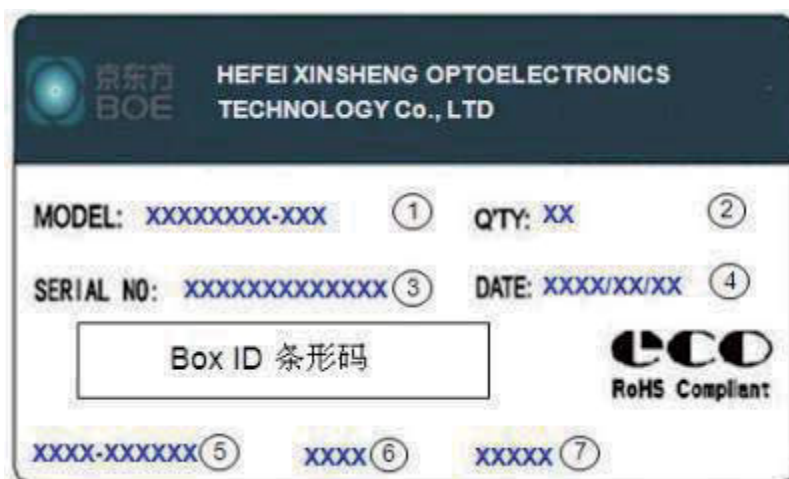 京东方
BOE
HEFEI XINSHENG OPTOELECTRONICS
TECHNOLOGY Co., LTD
MODEL: XXXXXXXX-XXX ① Q'TY: XX ②
SERIAL NO: XXXXXXXXXXXXX ③ DATE: XXXX/XX/XX ④
Box ID 条形码
eco
RoHS Compliant
XXXX-XXXXXX ⑤ XXXX ⑥ XXXXX ⑦